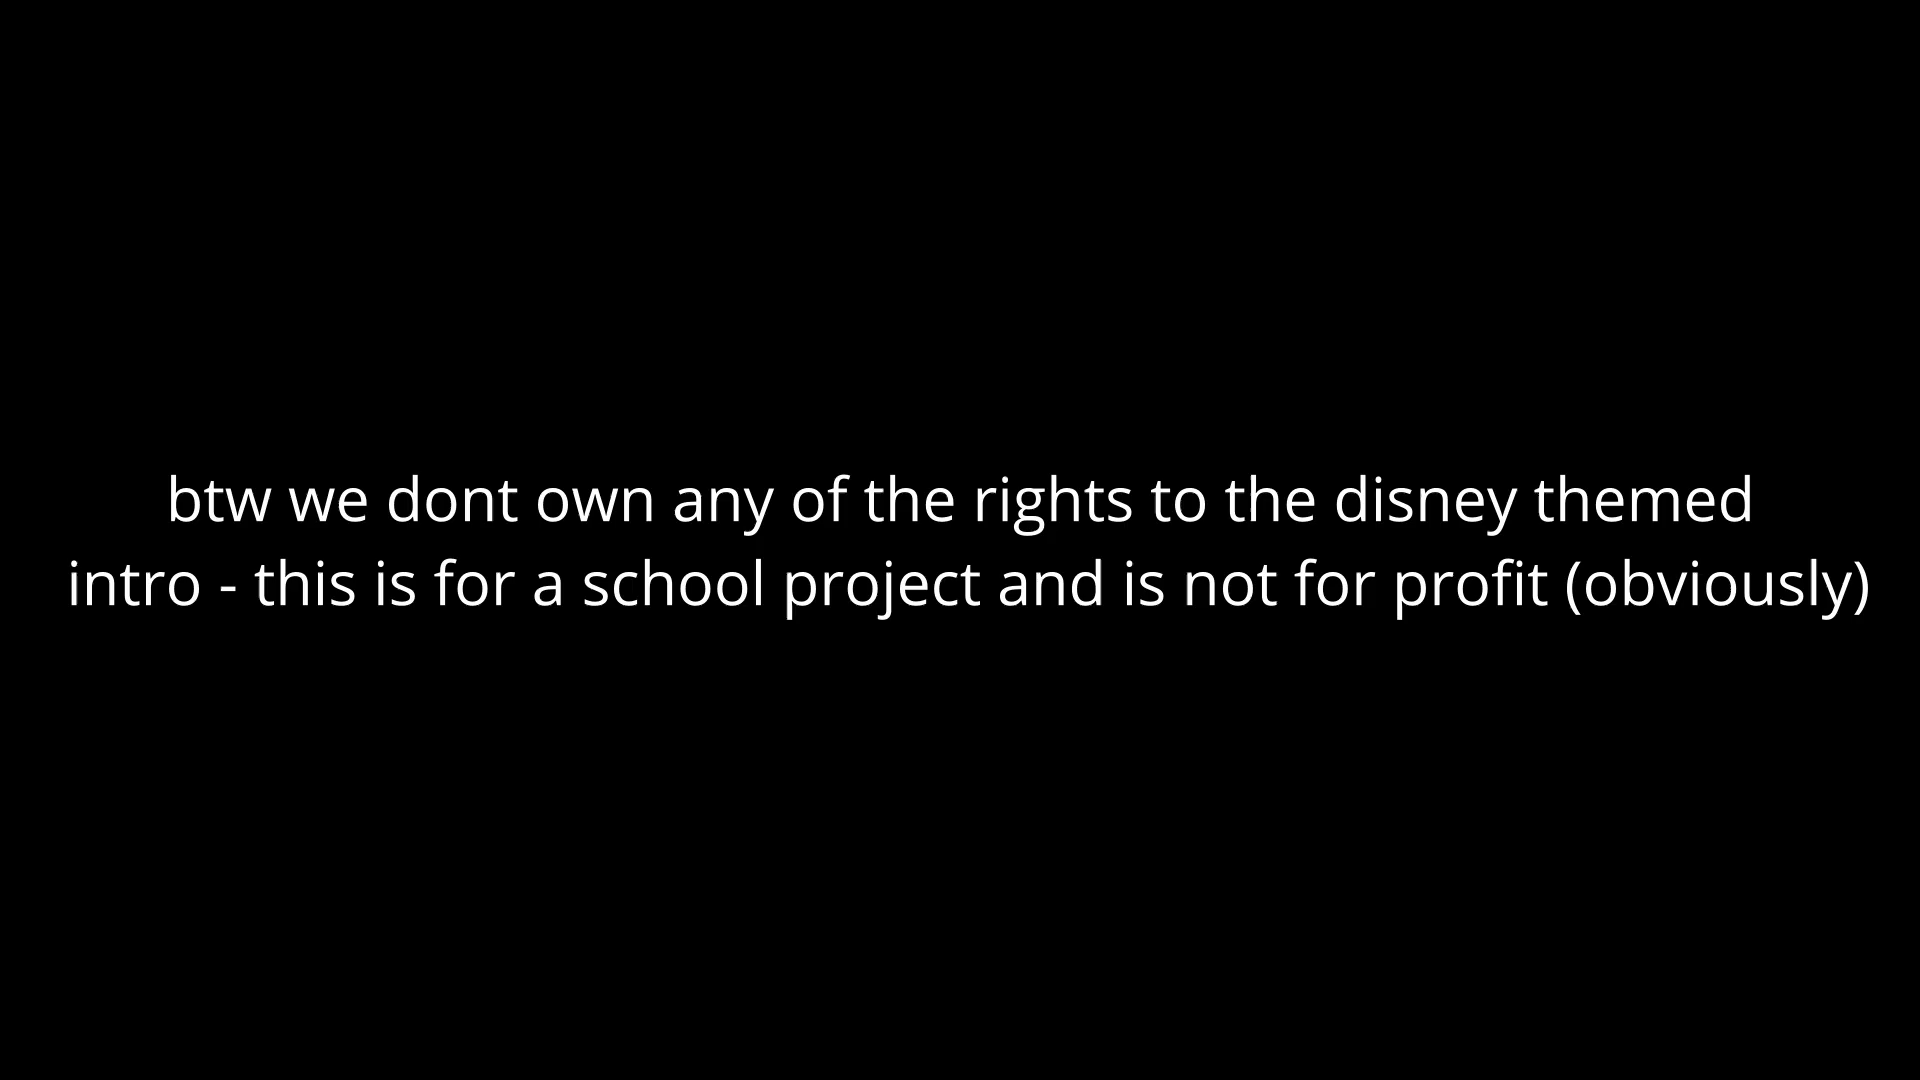 btw we dont own any of the rights to the disney themed
intro - this is for a school project and is not for profit (obviously)